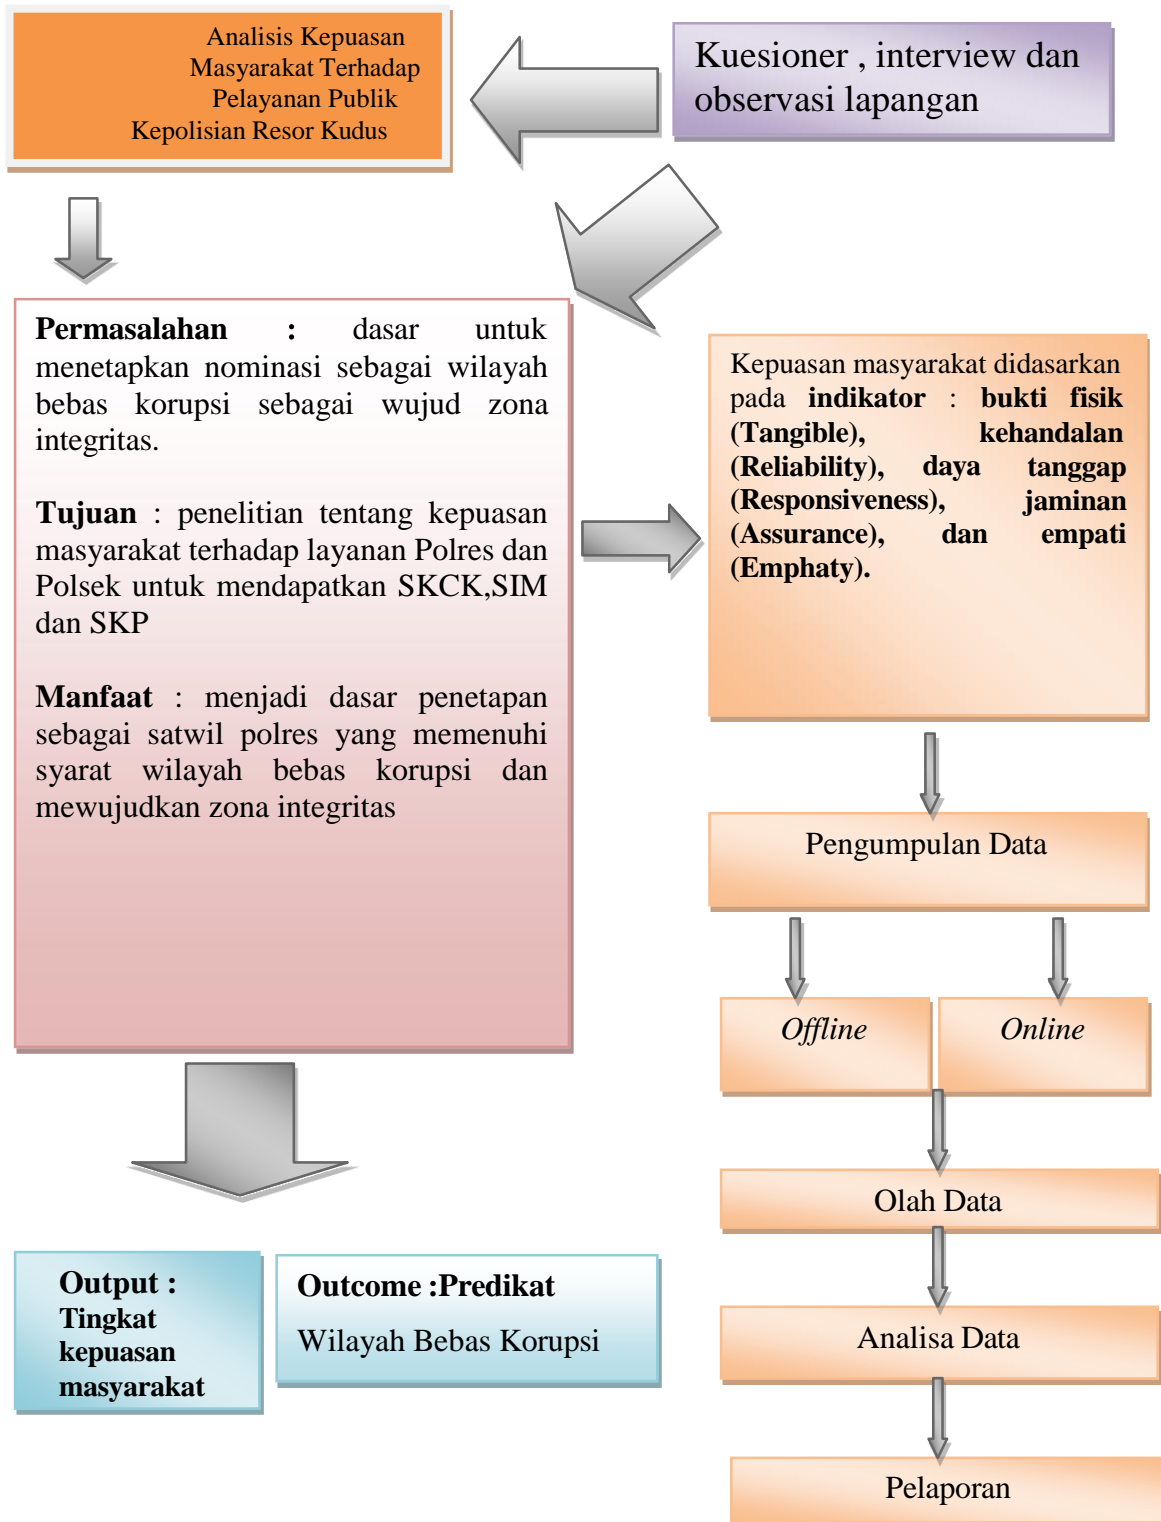 Analisis Kepuasan
Masyarakat Terhadap
Pelayanan Publik
Kepolisian Resor Kudus
Kuesioner , interview dan
observasi lapangan
Permasalahan : dasar untuk
menetapkan nominasi sebagai wilayah
bebas korupsi sebagai wujud zona
integritas.
Tujuan : penelitian tentang kepuasan
masyarakat terhadap layanan Polres dan
Polsek untuk mendapatkan SKCK,SIM
dan SKP
Manfaat : menjadi dasar penetapan
sebagai satwil polres yang memenuhi
syarat wilayah bebas korupsi dan
mewujudkan zona integritas
Kepuasan masyarakat didasarkan
pada indikator : bukti fisik
(Tangible), kehandalan
(Reliability), daya tanggap
(Responsiveness), jaminan
(Assurance), dan empati
(Emphaty).
Pengumpulan Data
Offline
Online
Olah Data
Analisa Data
Pelaporan
Output :
Tingkat
kepuasan
masyarakat
Outcome :Predikat
Wilayah Bebas Korupsi